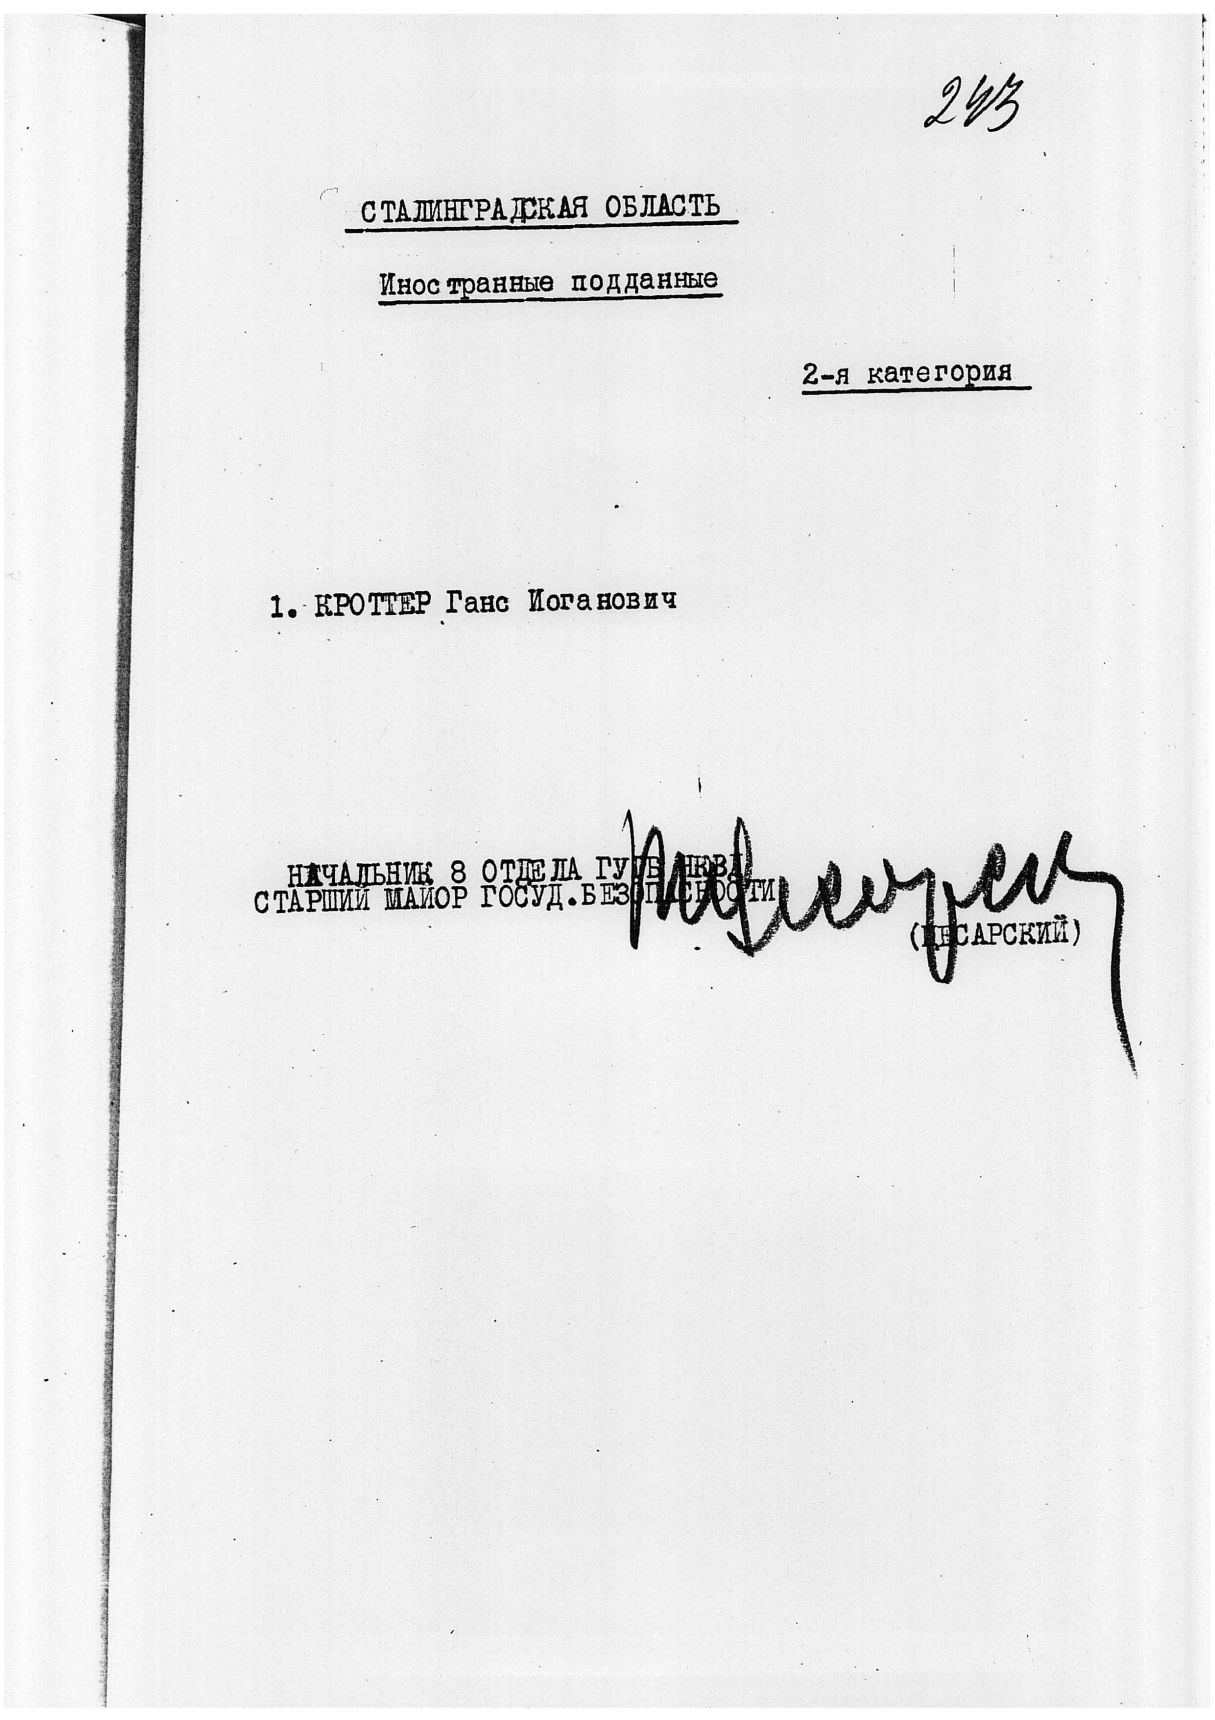 243
СТАЛИНГРАДСКАЯ ОБЛАСТЬ
Иностранные подданные
2-я категория
1. КРОТТЕР Ганс Иоганович
НАЧАЛЬНИК 8 ОТДЕЛА ГУГБ НКВД
СТАРШИЙ МАЙОР ГОСУД.БЕЗОПАСНОСТИ
(ЦЕСАРСКИЙ)